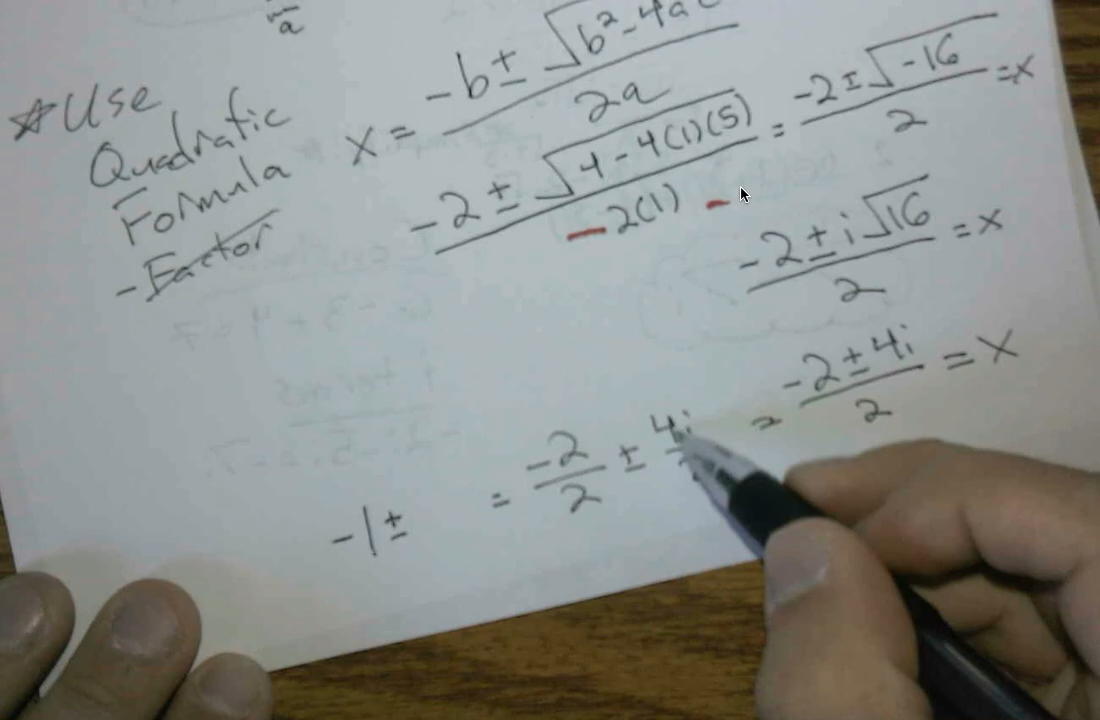 a
x = -b ± √b² - 4ac / 2a
☆ Use
Quadratic
Formula
- Factor
-2 ± √4 - 4(1)(5) / 2(1) = -2 ± √-16 / 2 = x
-2 ± i√16 / 2 = x
= -2 ± 4i / 2 = x
-1 ± = -2 / 2 ± 4i